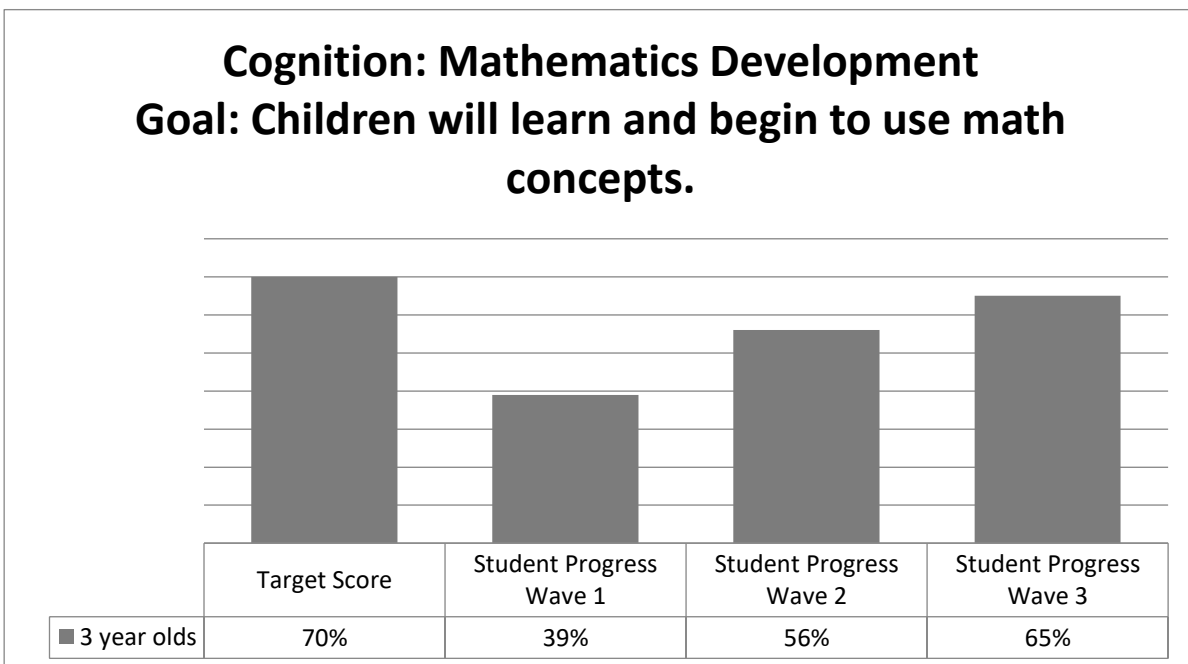 Cognition: Mathematics Development
Goal: Children will learn and begin to use math
concepts.
Target Score
Student Progress
Wave 1
Student Progress
Wave 2
Student Progress
Wave 3
3 year olds
70%
39%
56%
65%